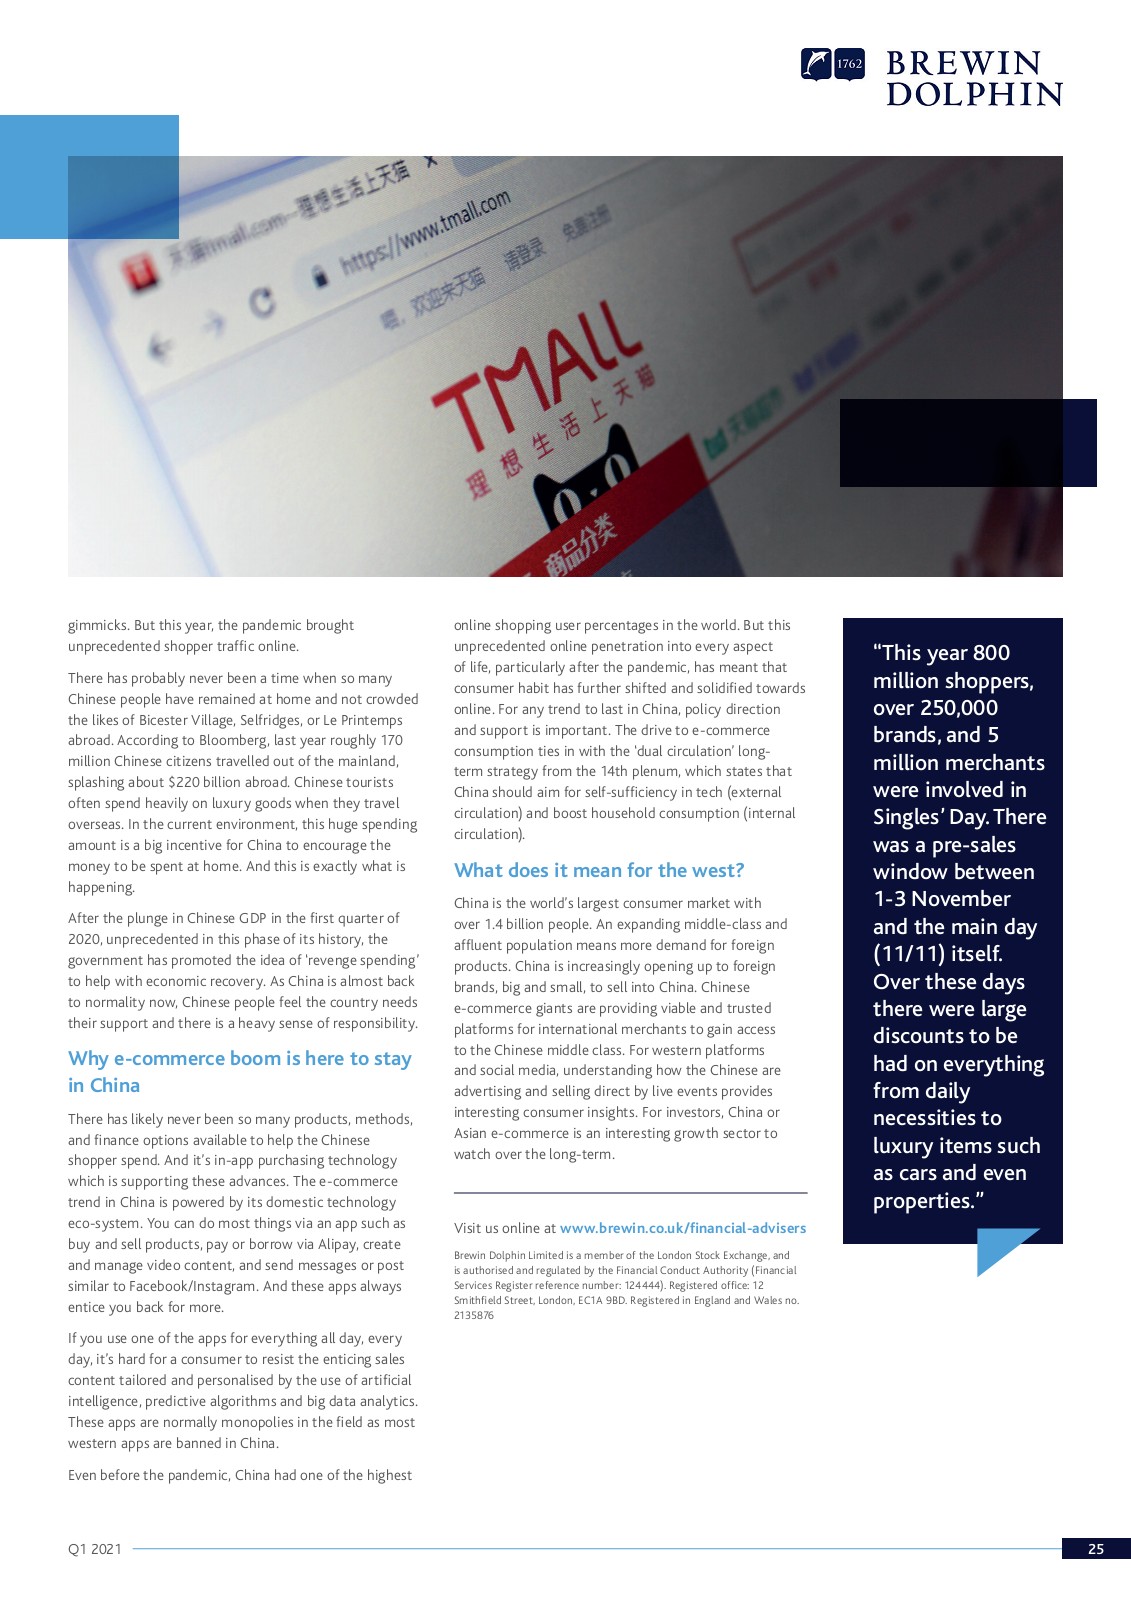 1762
BREWIN
DOLPHIN
天猫tmall.com—理想生活上天猫
https://www.tmall.com
喵，欢迎来天猫 请登录 免费注册
TMALL
理想生活上天猫
天猫超市
商品分类
gimmicks. But this year, the pandemic brought
unprecedented shopper traffic online.
There has probably never been a time when so many
Chinese people have remained at home and not crowded
the likes of Bicester Village, Selfridges, or Le Printemps
abroad. According to Bloomberg, last year roughly 170
million Chinese citizens travelled out of the mainland,
splashing about $220 billion abroad. Chinese tourists
often spend heavily on luxury goods when they travel
overseas. In the current environment, this huge spending
amount is a big incentive for China to encourage the
money to be spent at home. And this is exactly what is
happening.
After the plunge in Chinese GDP in the first quarter of
2020, unprecedented in this phase of its history, the
government has promoted the idea of ‘revenge spending’
to help with economic recovery. As China is almost back
to normality now, Chinese people feel the country needs
their support and there is a heavy sense of responsibility.
Why e-commerce boom is here to stay
in China
There has likely never been so many products, methods,
and finance options available to help the Chinese
shopper spend. And it’s in-app purchasing technology
which is supporting these advances. The e-commerce
trend in China is powered by its domestic technology
eco-system. You can do most things via an app such as
buy and sell products, pay or borrow via Alipay, create
and manage video content, and send messages or post
similar to Facebook/Instagram. And these apps always
entice you back for more.
If you use one of the apps for everything all day, every
day, it’s hard for a consumer to resist the enticing sales
content tailored and personalised by the use of artificial
intelligence, predictive algorithms and big data analytics.
These apps are normally monopolies in the field as most
western apps are banned in China.
Even before the pandemic, China had one of the highest
online shopping user percentages in the world. But this
unprecedented online penetration into every aspect
of life, particularly after the pandemic, has meant that
consumer habit has further shifted and solidified towards
online. For any trend to last in China, policy direction
and support is important. The drive to e-commerce
consumption ties in with the ‘dual circulation’ long-
term strategy from the 14th plenum, which states that
China should aim for self-sufficiency in tech (external
circulation) and boost household consumption (internal
circulation).
What does it mean for the west?
China is the world’s largest consumer market with
over 1.4 billion people. An expanding middle-class and
affluent population means more demand for foreign
products. China is increasingly opening up to foreign
brands, big and small, to sell into China. Chinese
e-commerce giants are providing viable and trusted
platforms for international merchants to gain access
to the Chinese middle class. For western platforms
and social media, understanding how the Chinese are
advertising and selling direct by live events provides
interesting consumer insights. For investors, China or
Asian e-commerce is an interesting growth sector to
watch over the long-term.
Visit us online at www.brewin.co.uk/financial-advisers
Brewin Dolphin Limited is a member of the London Stock Exchange, and
is authorised and regulated by the Financial Conduct Authority (Financial
Services Register reference number: 124444). Registered office: 12
Smithfield Street, London, EC1A 9BD. Registered in England and Wales no.
2135876
“This year 800
million shoppers,
over 250,000
brands, and 5
million merchants
were involved in
Singles’ Day. There
was a pre-sales
window between
1-3 November
and the main day
(11/11) itself.
Over these days
there were large
discounts to be
had on everything
from daily
necessities to
luxury items such
as cars and even
properties.”
Q1 2021
25